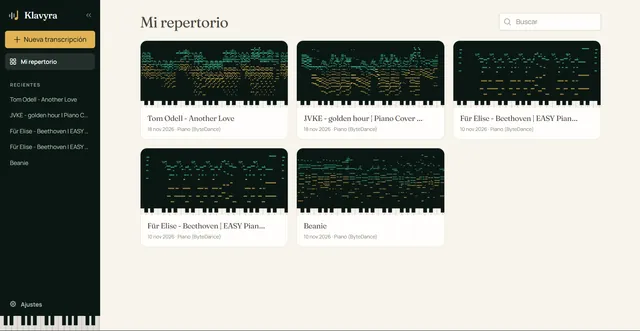 Klavyra
Nueva transcripción
Mi repertorio
RECIENTES
Tom Odell - Another Love
JVKE - golden hour | Piano C...
Für Elise - Beethoven | EASY ...
Für Elise - Beethoven | EASY ...
Beanie
Ajustes
Mi repertorio
Buscar
Tom Odell - Another Love
18 nov 2026 · Piano (ByteDance)
JVKE - golden hour | Piano Cover ...
18 nov 2026 · Piano (ByteDance)
Für Elise - Beethoven | EASY Pian...
10 nov 2026 · Piano (ByteDance)
Für Elise - Beethoven | EASY Pian...
10 nov 2026 · Piano (ByteDance)
Beanie
10 nov 2026 · Piano (ByteDance)